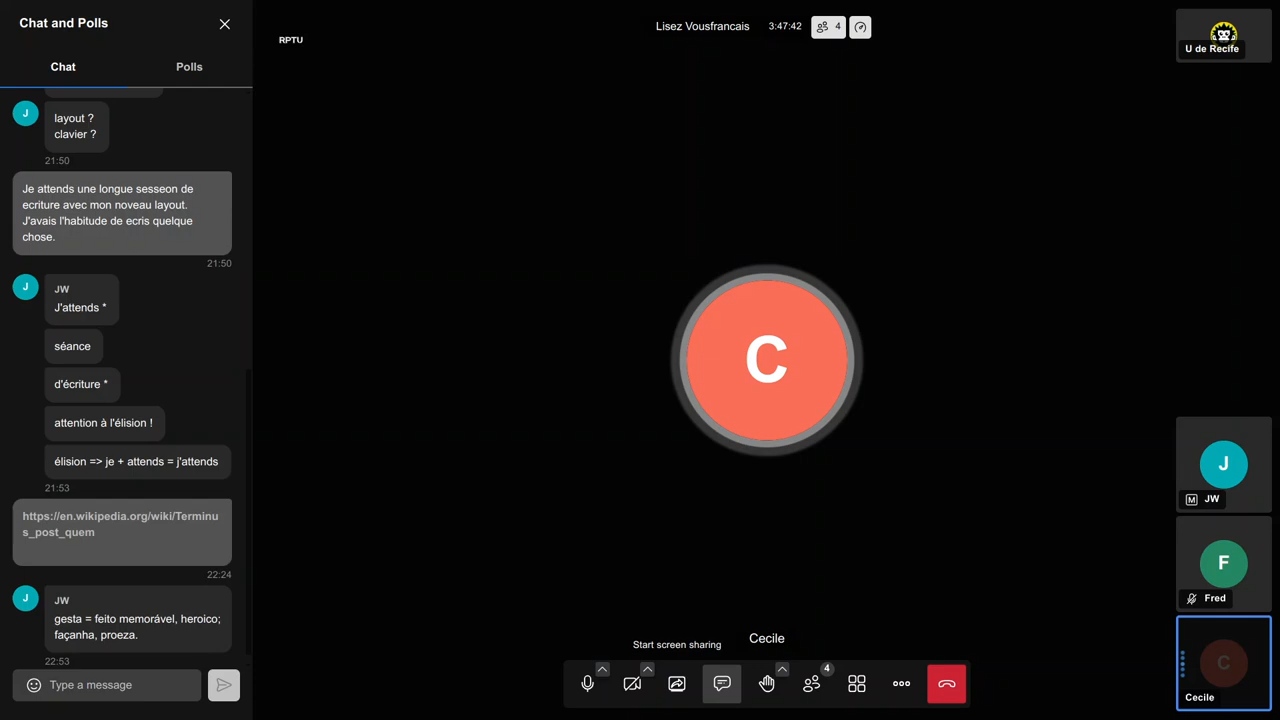 Chat and Polls
Chat
Polls
J
layout ?
clavier ?
21:50
Je attends une longue sesseon de
ecriture avec mon noveau layout.
J'avais l'habitude de ecris quelque
chose.
21:50
J
JW
J'attends *
séance
d'écriture *
attention à l'élision !
élision => je + attends = j'attends
21:53
https://en.wikipedia.org/wiki/Terminu
s_post_quem
22:24
J
JW
gesta = feito memorável, heroico;
façanha, proeza.
22:53
Type a message
RPTU
Lisez Vousfrancais
3:47:42
4
C
Cecile
Start screen sharing
4
U de Recife
J
M
JW
F
Fred
C
Cecile